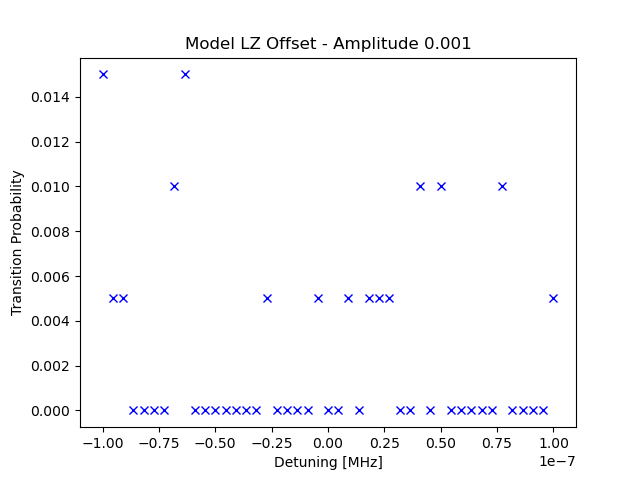 Model LZ Offset - Amplitude 0.001
Transition Probability
0.014
0.012
0.010
0.008
0.006
0.004
0.002
0.000
−1.00 −0.75 −0.50 −0.25 0.00 0.25 0.50 0.75 1.00
Detuning [MHz]
1e−7